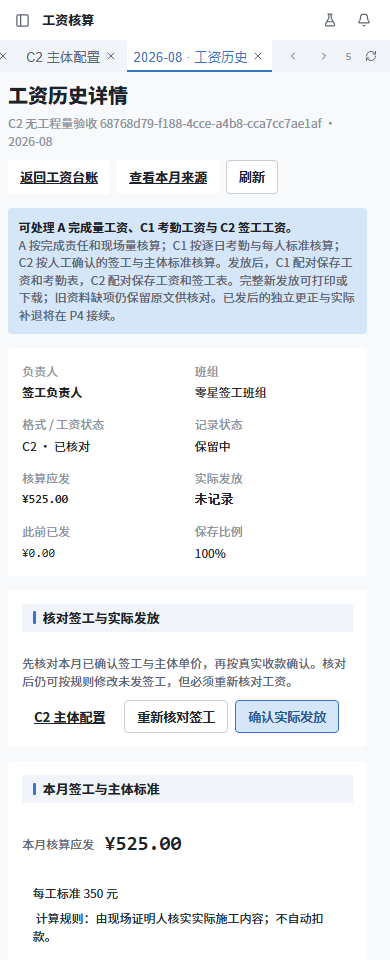 工资核算
C2 主体配置
2026-08 · 工资历史
5
工资历史详情
C2 无工程量验收 68768d79-f188-4cce-a4b8-cca7cc7ae1af •
2026-08
返回工资台账
查看本月来源
刷新
可处理 A 完成量工资、C1 考勤工资与 C2 签工工资。
A 按完成责任和现场量核算；C1 按逐日考勤与每人标准核算；
C2 按人工确认的签工与主体标准核算。发放后，C1 配对保存工
资和考勤表，C2 配对保存工资和签工表。完整新发放可打印或
下载；旧资料缺项仍保留原文供核对。已发后的独立更正与实际
补退将在 P4 接续。
负责人
班组
签工负责人
零星签工班组
格式 / 工资状态
记录状态
C2 • 已核对
保留中
核算应发
实际发放
¥525.00
未记录
此前已发
保存比例
¥0.00
100%
核对签工与实际发放
先核对本月已确认签工与主体单价，再按真实收款确认。核对
后仍可按规则修改未发签工，但必须重新核对工资。
C2 主体配置
重新核对签工
确认实际发放
本月签工与主体标准
本月核算应发 ¥525.00
每工标准 350 元
计算规则：由现场证明人核实实际施工内容；不自动扣
款。